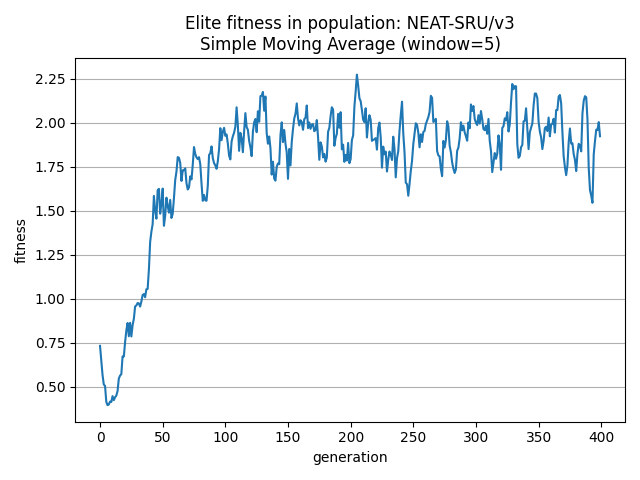 Elite fitness in population: NEAT-SRU/v3
Simple Moving Average (window=5)
2.25
2.00
1.75
1.50
1.25
1.00
0.75
0.50
fitness
0 50 100 150 200 250 300 350 400
generation